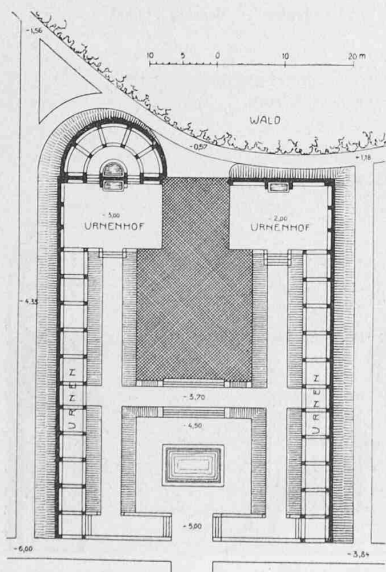 -1,56
10 5 0 10 20 m
WALD
-0,57
-1,18
-3,00
URNENHOF
-2,00
URNENHOF
-4,35
URNEN
URNEN
-3,70
-4,50
-5,00
-6,00
-3,84